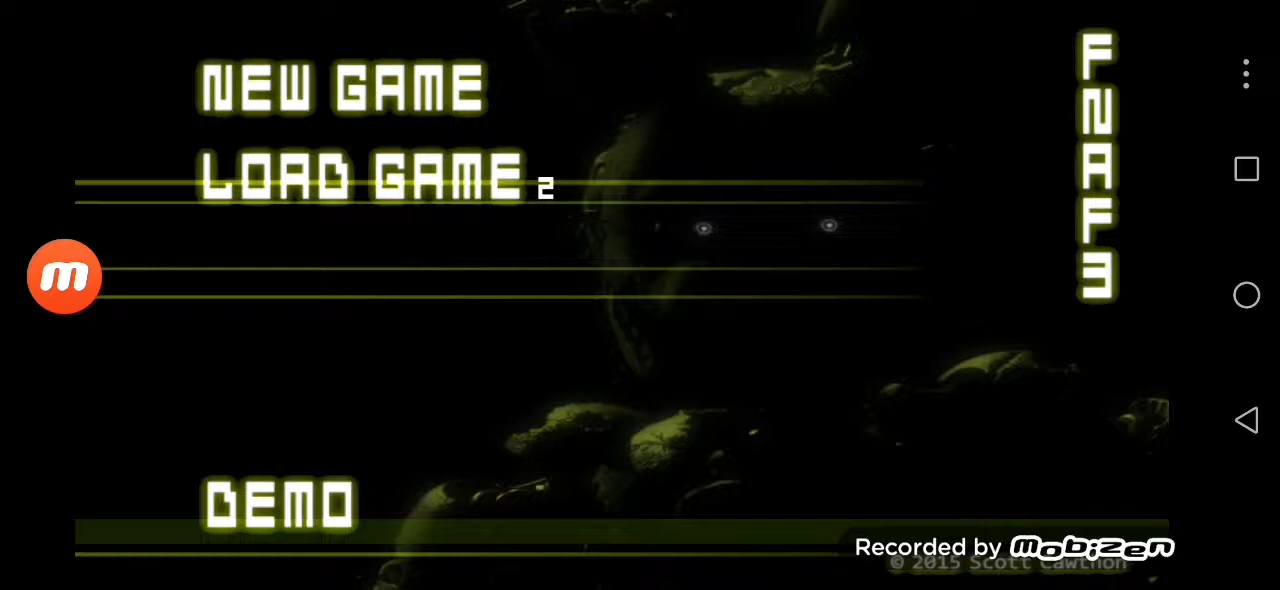 NEW GAME
LOAD GAME 2
FNAF3
m
DEMO
Recorded by mobizen
© 2015 Scott Cawthon